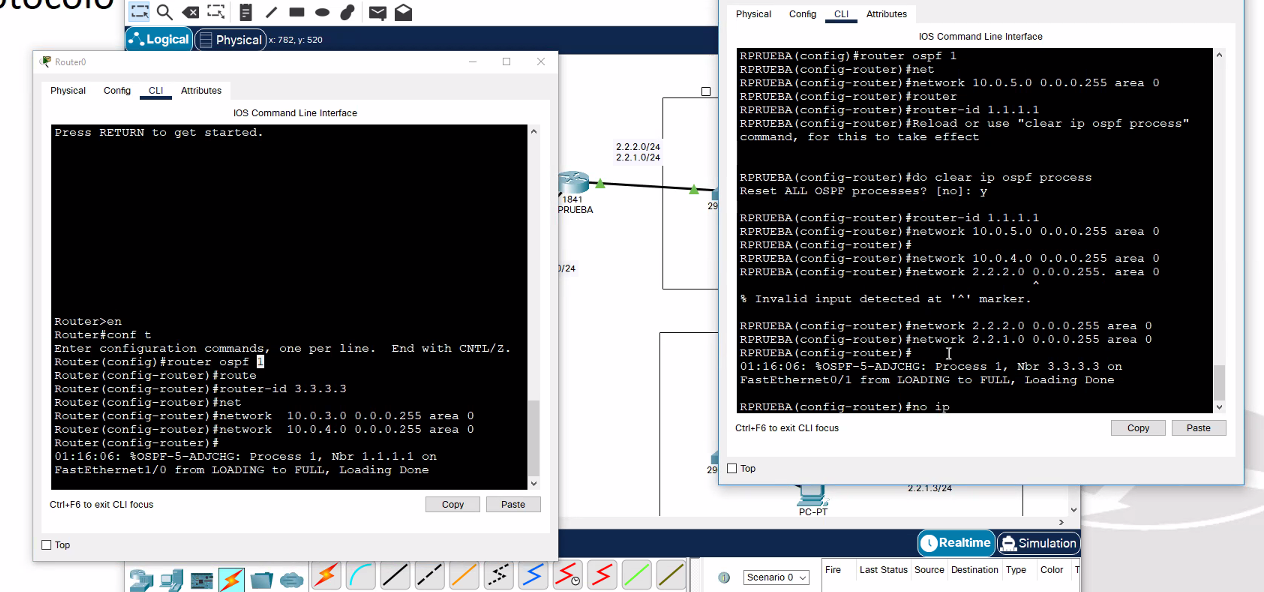 otocolo
Logical
Physical
x: 782, y: 520
Router0
Physical Config CLI Attributes
IOS Command Line Interface
Press RETURN to get started.
Router>en
Router#conf t
Enter configuration commands, one per line. End with CNTL/Z.
Router(config)#router ospf 1
Router(config-router)#route
Router(config-router)#router-id 3.3.3.3
Router(config-router)#net
Router(config-router)#network 10.0.3.0 0.0.0.255 area 0
Router(config-router)#network 10.0.4.0 0.0.0.255 area 0
Router(config-router)#
01:16:06: %OSPF-5-ADJCHG: Process 1, Nbr 1.1.1.1 on
FastEthernet1/0 from LOADING to FULL, Loading Done
Ctrl+F6 to exit CLI focus
Copy
Paste
Top
2.2.2.0/24
2.2.1.0/24
1841
PRUEBA
29
0/24
29
PC-PT
2.2.1.3/24
Physical Config CLI Attributes
IOS Command Line Interface
RPRUEBA(config)#router ospf 1
RPRUEBA(config-router)#net
RPRUEBA(config-router)#network 10.0.5.0 0.0.0.255 area 0
RPRUEBA(config-router)#router
RPRUEBA(config-router)#router-id 1.1.1.1
RPRUEBA(config-router)#Reload or use "clear ip ospf process"
command, for this to take effect
RPRUEBA(config-router)#do clear ip ospf process
Reset ALL OSPF processes? [no]: y
RPRUEBA(config-router)#router-id 1.1.1.1
RPRUEBA(config-router)#network 10.0.5.0 0.0.0.255 area 0
RPRUEBA(config-router)#
RPRUEBA(config-router)#network 10.0.4.0 0.0.0.255 area 0
RPRUEBA(config-router)#network 2.2.2.0 0.0.0.255. area 0
^
% Invalid input detected at '^' marker.
RPRUEBA(config-router)#network 2.2.2.0 0.0.0.255 area 0
RPRUEBA(config-router)#network 2.2.1.0 0.0.0.255 area 0
RPRUEBA(config-router)#
01:16:06: %OSPF-5-ADJCHG: Process 1, Nbr 3.3.3.3 on
FastEthernet0/1 from LOADING to FULL, Loading Done
RPRUEBA(config-router)#no ip
Ctrl+F6 to exit CLI focus
Copy
Paste
Top
Realtime
Simulation
Scenario 0
Fire Last Status Source Destination Type Color T